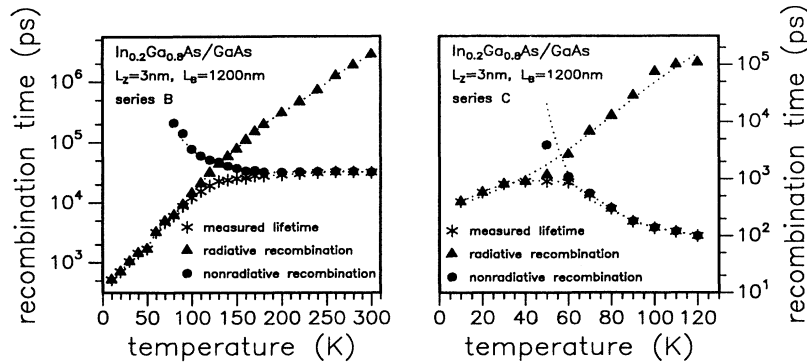 In0.2Ga0.8As/GaAs
LZ=3nm, LB=1200nm
series B
measured lifetime
radiative recombination
nonradiative recombination
recombination time (ps)
10^6
10^5
10^4
10^3
0 50 100 150 200 250 300
temperature (K)
In0.2Ga0.8As/GaAs
LZ=3nm, LB=1200nm
series C
measured lifetime
radiative recombination
nonradiative recombination
10^5
10^4
10^3
10^2
10^1
recombination time (ps)
0 20 40 60 80 100 120
temperature (K)